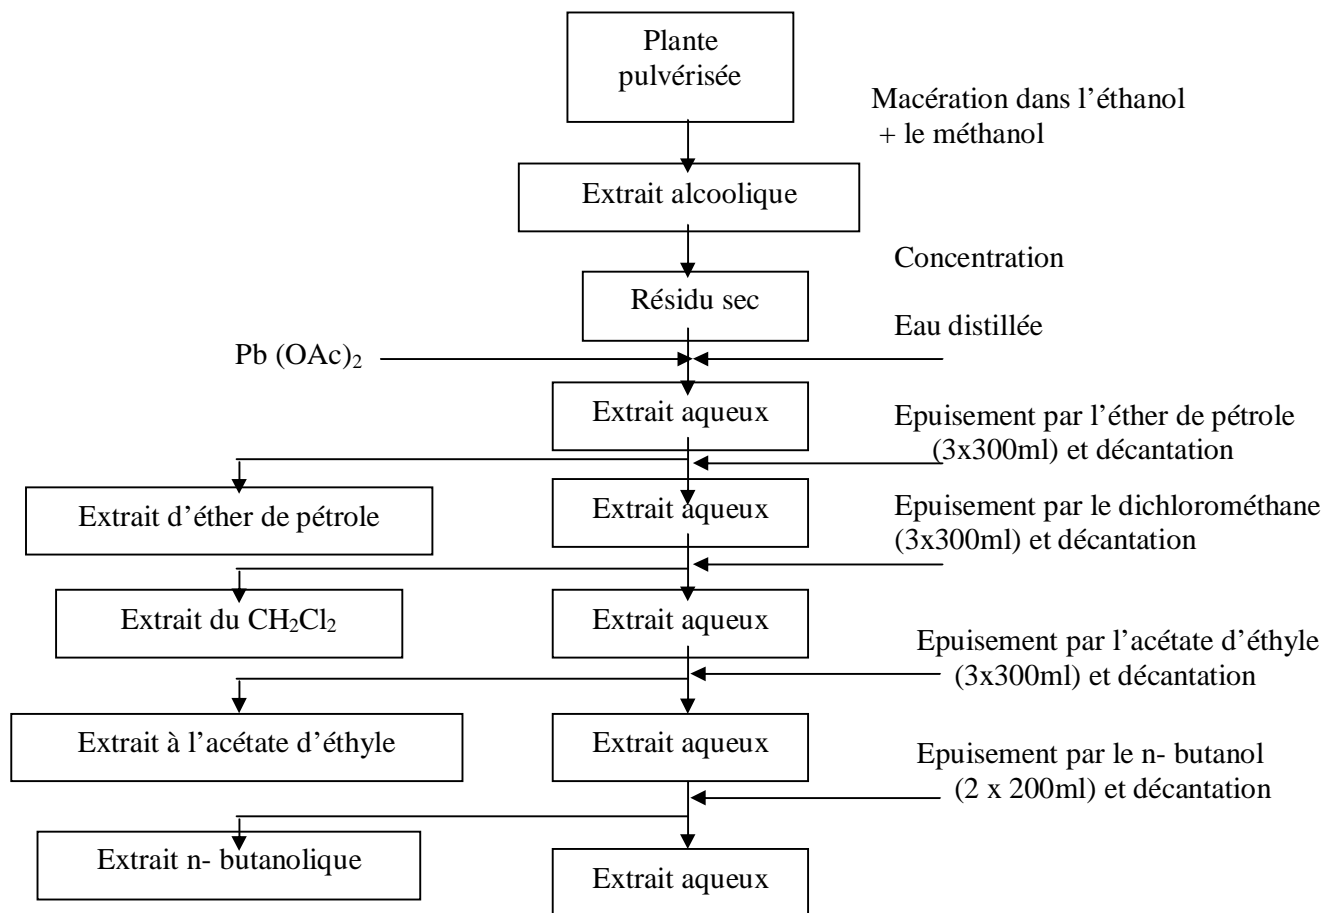 Plante
pulvérisée
Macération dans l'éthanol
+ le méthanol
Extrait alcoolique
Concentration
Résidu sec
Eau distillée
Pb (OAc)₂
Extrait aqueux
Epuisement par l'éther de pétrole
(3x300ml) et décantation
Extrait d'éther de pétrole
Extrait aqueux
Epuisement par le dichlorométhane
(3x300ml) et décantation
Extrait du CH₂Cl₂
Extrait aqueux
Epuisement par l'acétate d'éthyle
(3x300ml) et décantation
Extrait à l'acétate d'éthyle
Extrait aqueux
Epuisement par le n- butanol
(2 x 200ml) et décantation
Extrait n- butanolique
Extrait aqueux